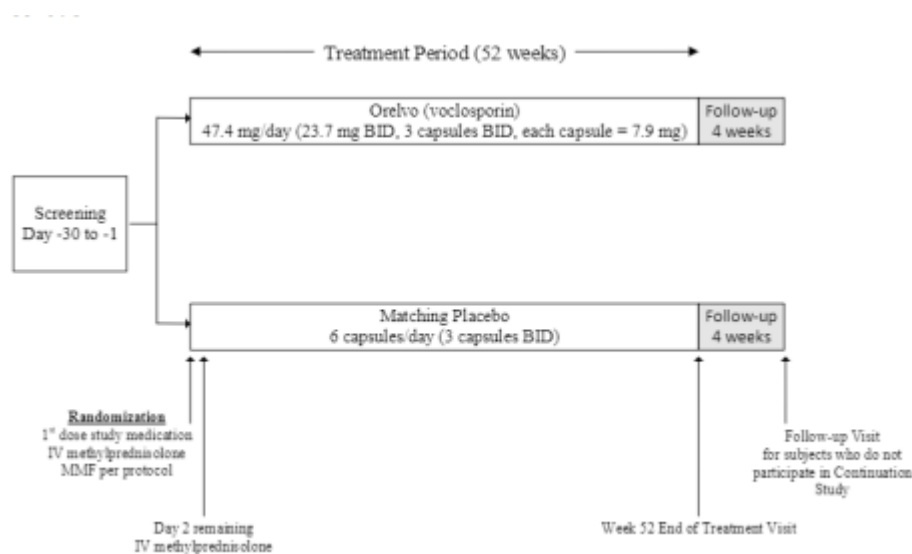 Treatment Period (52 weeks)
Orelvo (voclosporin)
47.4 mg/day (23.7 mg BID, 3 capsules BID, each capsule = 7.9 mg)
Follow-up
4 weeks
Screening
Day -30 to -1
Matching Placebo
6 capsules/day (3 capsules BID)
Follow-up
4 weeks
Randomization
1st dose study medication
IV methylprednisolone
MMF per protocol
Day 2 remaining
IV methylprednisolone
Week 52 End of Treatment Visit
Follow-up Visit
for subjects who do not
participate in Continuation
Study